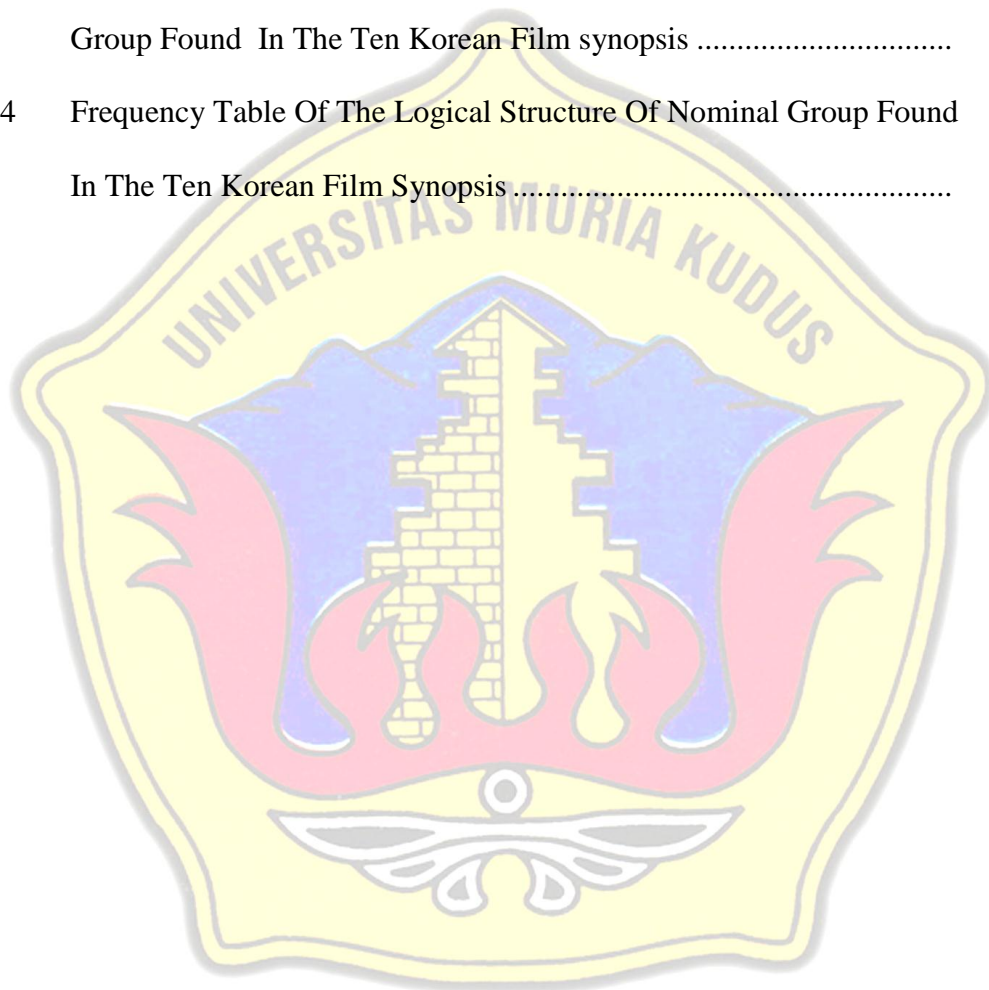 Group Found In The Ten Korean Film synopsis ................................
4 Frequency Table Of The Logical Structure Of Nominal Group Found
In The Ten Korean Film Synopsis .......................................................
UNIVERSITAS MURIA KUDUS